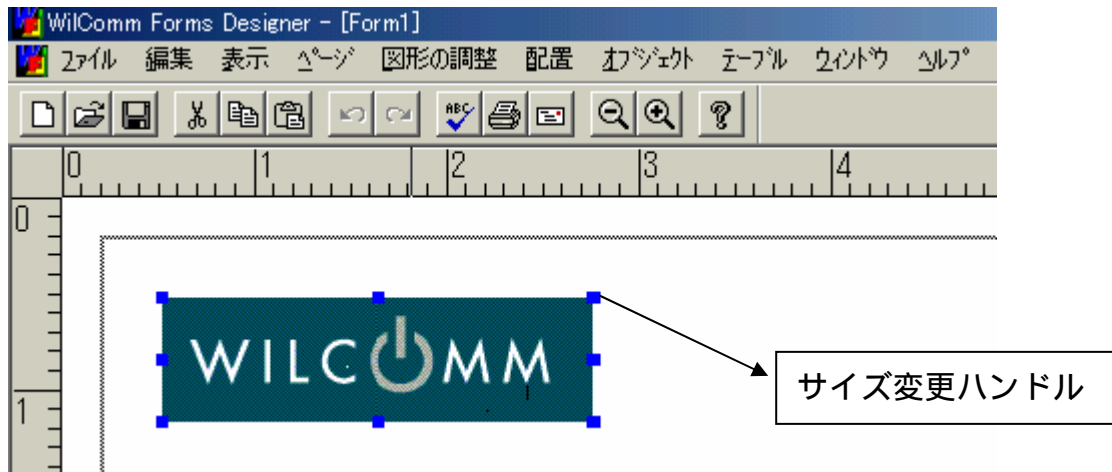 WilComm Forms Designer - [Form1]
ﾌｧｲﾙ 編集 表示 ﾍﾟｰｼﾞ 図形の調整 配置 ｵﾌﾞｼﾞｪｸﾄ ﾃｰﾌﾞﾙ ｳｨﾝﾄﾞｳ ﾍﾙﾌﾟ
ABC
0 1 2 3 4
0
WILCOMM
サイズ変更ハンドル
1